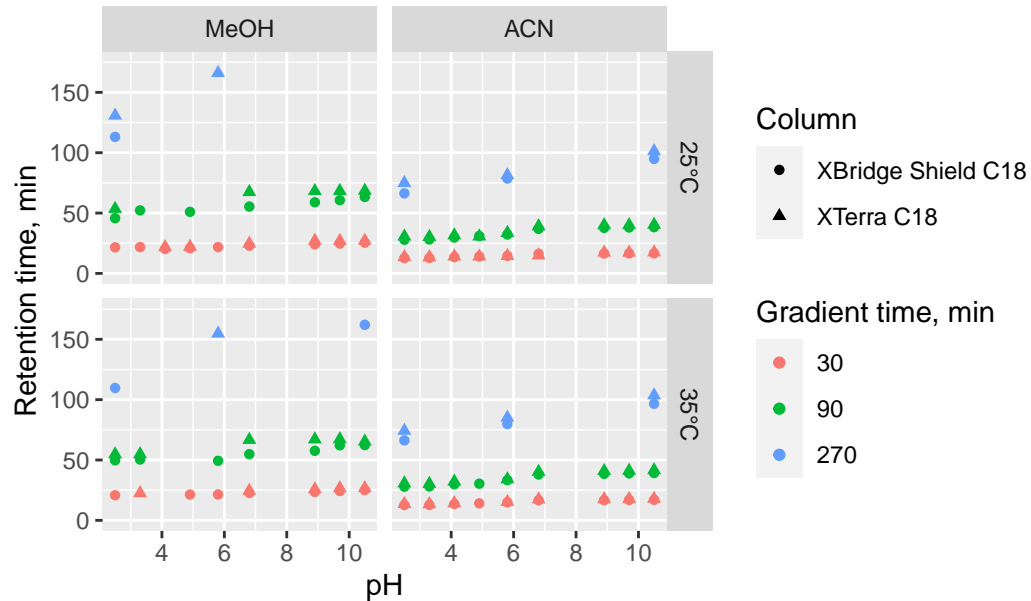 MeOH
ACN
150
100
50
0
25°C
150
100
50
0
35°C
4
6
8
10
4
6
8
10
pH
Retention time, min
Column
XBridge Shield C18
XTerra C18
Gradient time, min
30
90
270